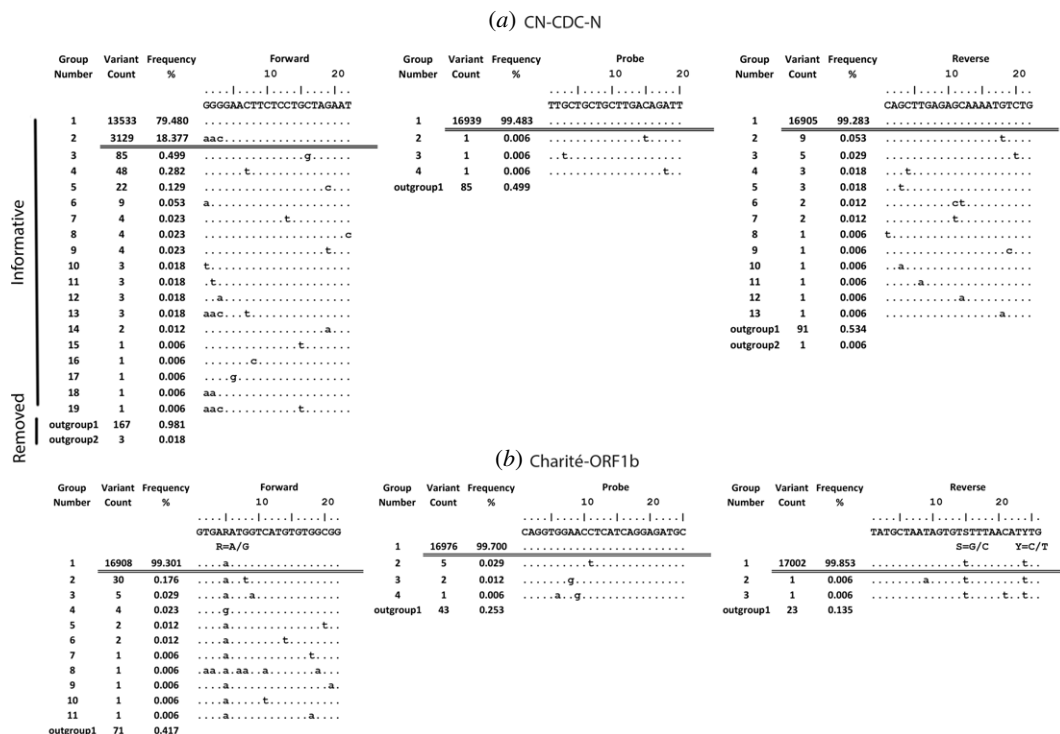 (a) CN-CDC-N
Group Variant Frequency Forward
Number Count % 10 20
.... .... .... .... ..
GGGGAACTTCTCCTGCTAGAAT
1 13533 79.480 ......................
2 3129 18.377 aac...................
3 85 0.499 ...............g......
4 48 0.282 ......t...............
5 22 0.129 ..................c...
6 9 0.053 a.....................
7 4 0.023 ............t.........
8 4 0.023 .....................c
9 4 0.023 ..................t...
10 3 0.018 t.....................
11 3 0.018 .t....................
12 3 0.018 ..a...................
13 3 0.018 aac...t...............
14 2 0.012 ..................a...
15 1 0.006 ..............t.......
16 1 0.006 .......c..............
17 1 0.006 ....g.................
18 1 0.006 aa....................
19 1 0.006 aac...........t.......
outgroup1 167 0.981
outgroup2 3 0.018
Informative
Removed
Group Variant Frequency Probe
Number Count % 10 20
.... .... .... ....
TTGCTGCTGCTTGACAGATT
1 16939 99.483 ....................
2 1 0.006 ..............t.....
3 1 0.006 ..t.................
4 1 0.006 .................t..
outgroup1 85 0.499
Group Variant Frequency Reverse
Number Count % 10 20
.... .... .... .... ..
CAGCTTGAGAGCAAAATGTCTG
1 16905 99.283 ......................
2 9 0.053 .................t....
3 5 0.029 ...................t..
4 3 0.018 ...t..................
5 3 0.018 ..t...................
6 2 0.012 ..........ct..........
7 2 0.012 ..........t...........
8 1 0.006 t.....................
9 1 0.006 ..................c...
10 1 0.006 ..a...................
11 1 0.006 .....a................
12 1 0.006 ...........a..........
13 1 0.006 .................a....
outgroup1 91 0.534
outgroup2 1 0.006
(b) Charité-ORF1b
Group Variant Frequency Forward
Number Count % 10 20
.... .... .... .... ..
GTGARATGGTCATGTGTGGCGG
R=A/G
1 16908 99.301 ....a.................
2 30 0.176 ....a..t..............
3 5 0.029 ....a...a.............
4 4 0.023 ....g.................
5 2 0.012 ....a..............t..
6 2 0.012 ....a........t........
7 1 0.006 ....a............t....
8 1 0.006 .aa.a.aa..a.......a...
9 1 0.006 ....a...............a.
10 1 0.006 ....a.....t...........
11 1 0.006 ....a............a....
outgroup1 71 0.417
Group Variant Frequency Probe
Number Count % 10 20
.... .... .... .... ....
CAGGTGGAACCTCATCAGGAGATGC
1 16976 99.700 .........................
2 5 0.029 ..........t..............
3 2 0.012 .......g.................
4 1 0.006 .....a..g................
outgroup1 43 0.253
Group Variant Frequency Reverse
Number Count % 10 20
.... .... .... .... ....
TATGCTAATAGTGTSTTTAACATYTG
S=G/C Y=C/T
1 17002 99.853 ..............t........t..
2 1 0.006 ........a.....t........t..
3 1 0.006 ..............t.....t..t..
outgroup1 23 0.135